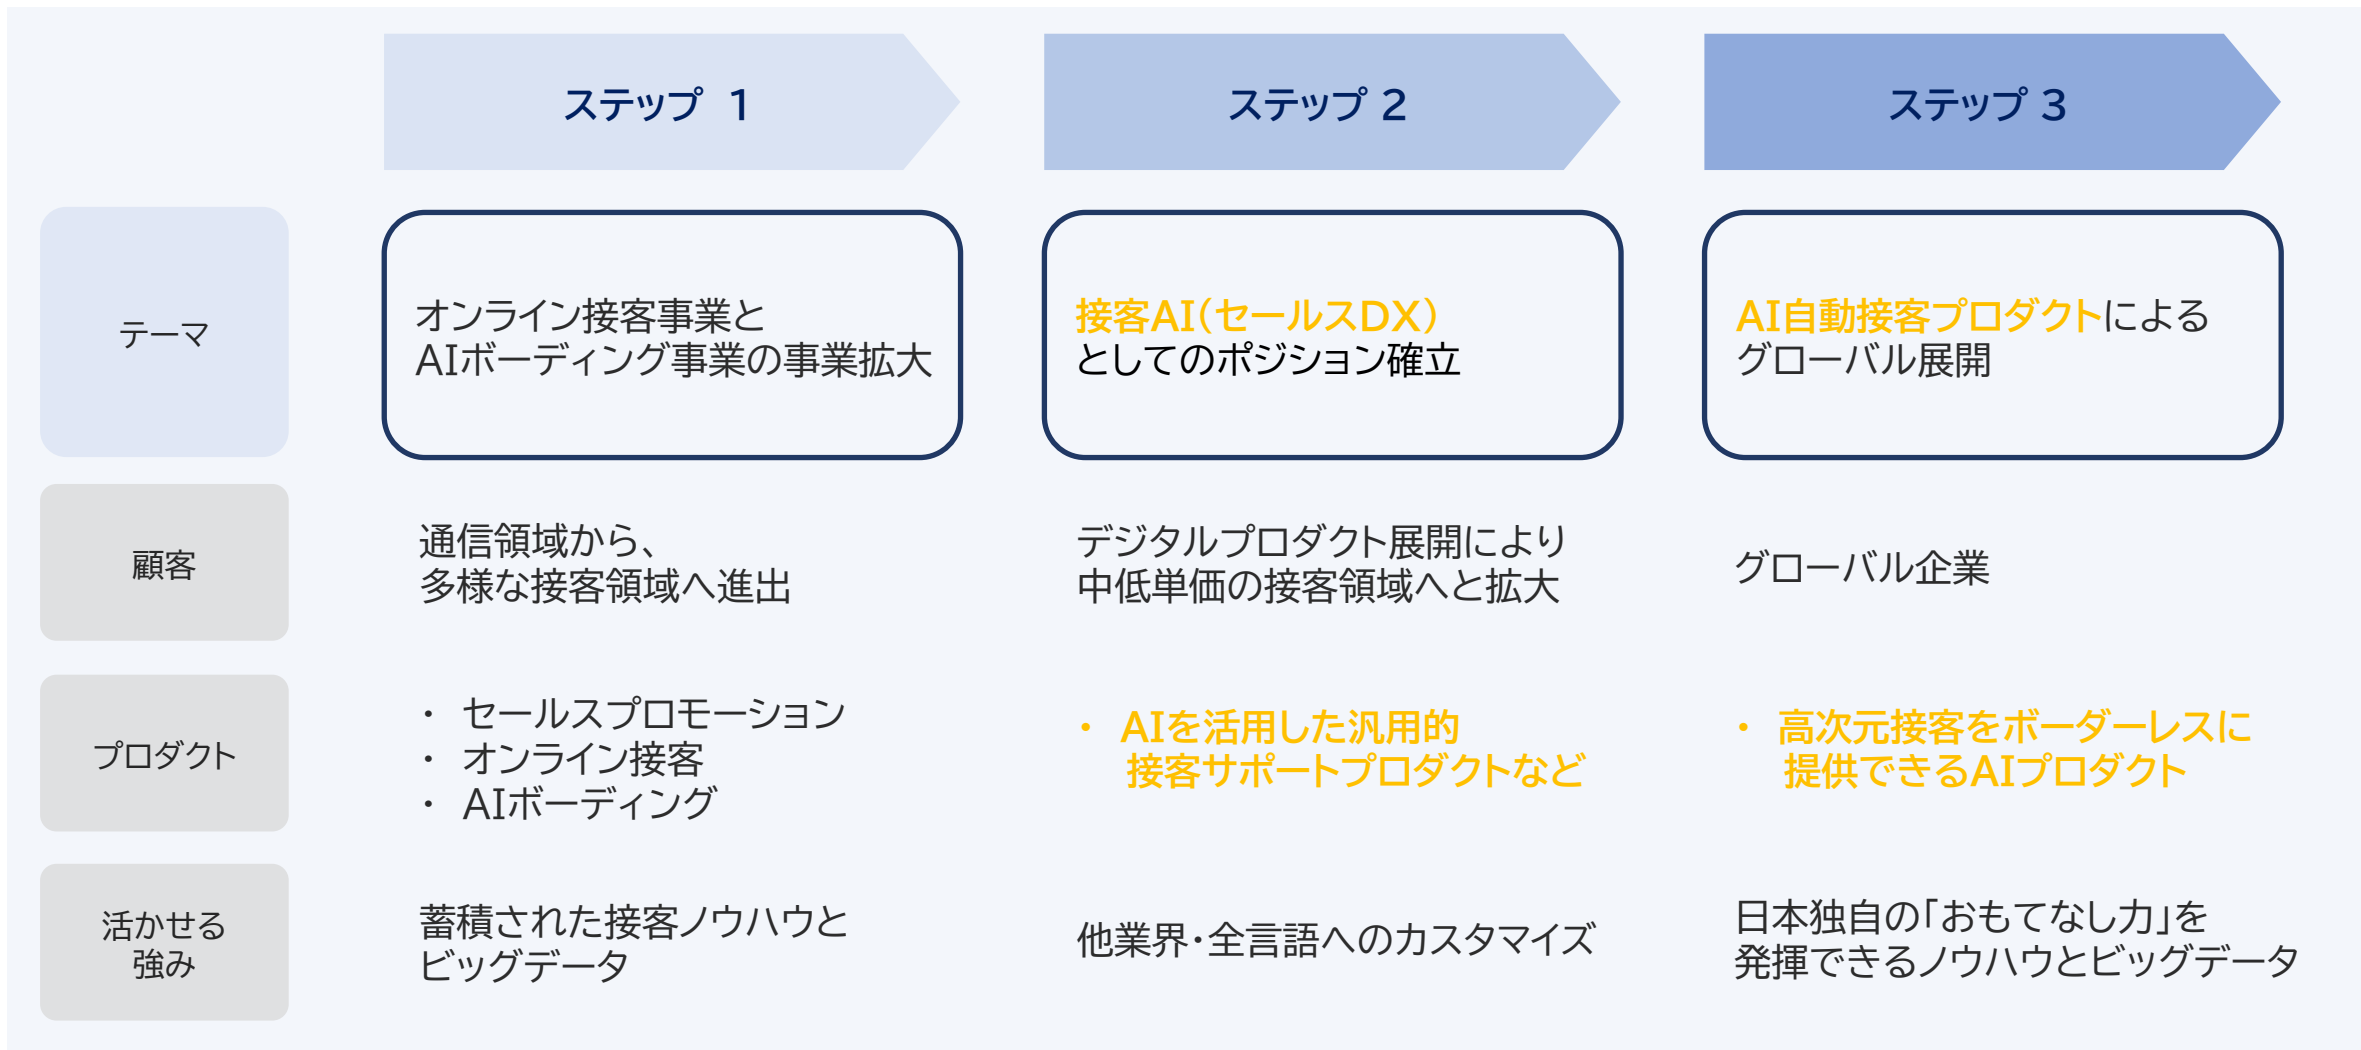 ステップ 1
ステップ 2
ステップ 3
テーマ
オンライン接客事業と
AIボーディング事業の事業拡大
接客AI（セールスDX）
としてのポジション確立
AI自動接客プロダクトによる
グローバル展開
顧客
通信領域から、
多様な接客領域へ進出
デジタルプロダクト展開により
中低単価の接客領域へと拡大
グローバル企業
プロダクト
・ セールスプロモーション
・ オンライン接客
・ AIボーディング
・ AIを活用した汎用的
接客サポートプロダクトなど
・ 高次元接客をボーダーレスに
提供できるAIプロダクト
活かせる
強み
蓄積された接客ノウハウと
ビッグデータ
他業界・全言語へのカスタマイズ
日本独自の「おもてなし力」を
発揮できるノウハウとビッグデータ